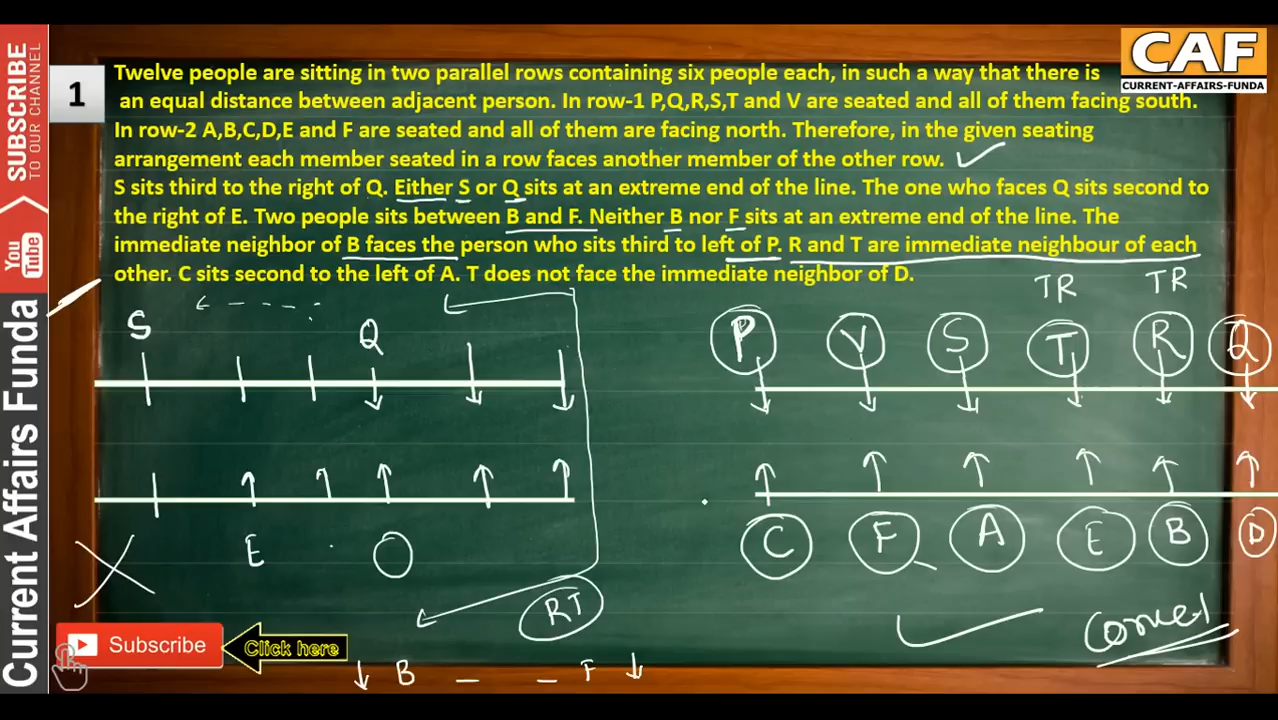 SUBSCRIBE
TO OUR CHANNEL
You Tube
Current Affairs Funda
CAF
CURRENT-AFFAIRS-FUNDA
1
Twelve people are sitting in two parallel rows containing six people each, in such a way that there is
an equal distance between adjacent person. In row-1 P,Q,R,S,T and V are seated and all of them facing south.
In row-2 A,B,C,D,E and F are seated and all of them are facing north. Therefore, in the given seating
arrangement each member seated in a row faces another member of the other row.
S sits third to the right of Q. Either S or Q sits at an extreme end of the line. The one who faces Q sits second to
the right of E. Two people sits between B and F. Neither B nor F sits at an extreme end of the line. The
immediate neighbor of B faces the person who sits third to left of P. R and T are immediate neighbour of each
other. C sits second to the left of A. T does not face the immediate neighbor of D.
TR TR
S Q
P V S T R Q
E
C F A E B D
RT
Correct
Subscribe
Click here
B F